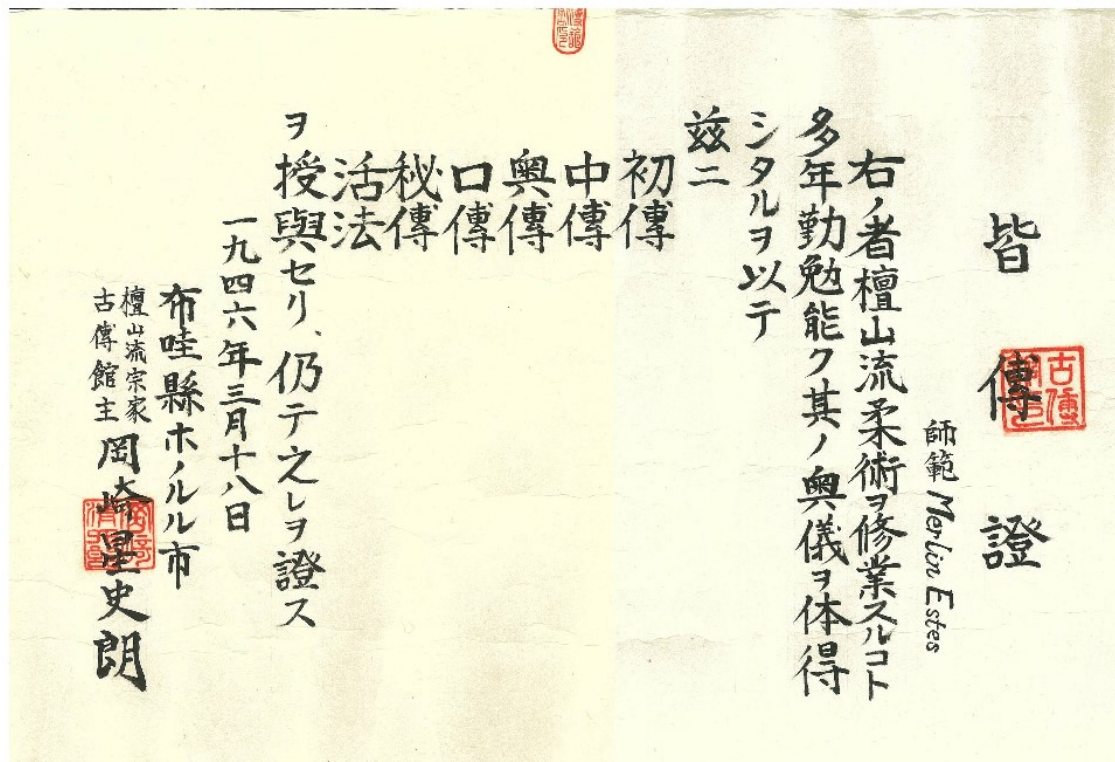 皆傳證
師範 Merlin Estes
右ノ者檀山流柔術ヲ修業スルコト
多年勤勉能ク其ノ奥儀ヲ体得
シタルヲ以テ
茲ニ
初傳
中傳
奥傳
口傳
秘傳
活法
ヲ授與セリ、仍テ之レヲ證ス
一九四六年三月十八日
布哇縣ホノルル市
檀山流宗家
古傳館主
岡崎星史朗